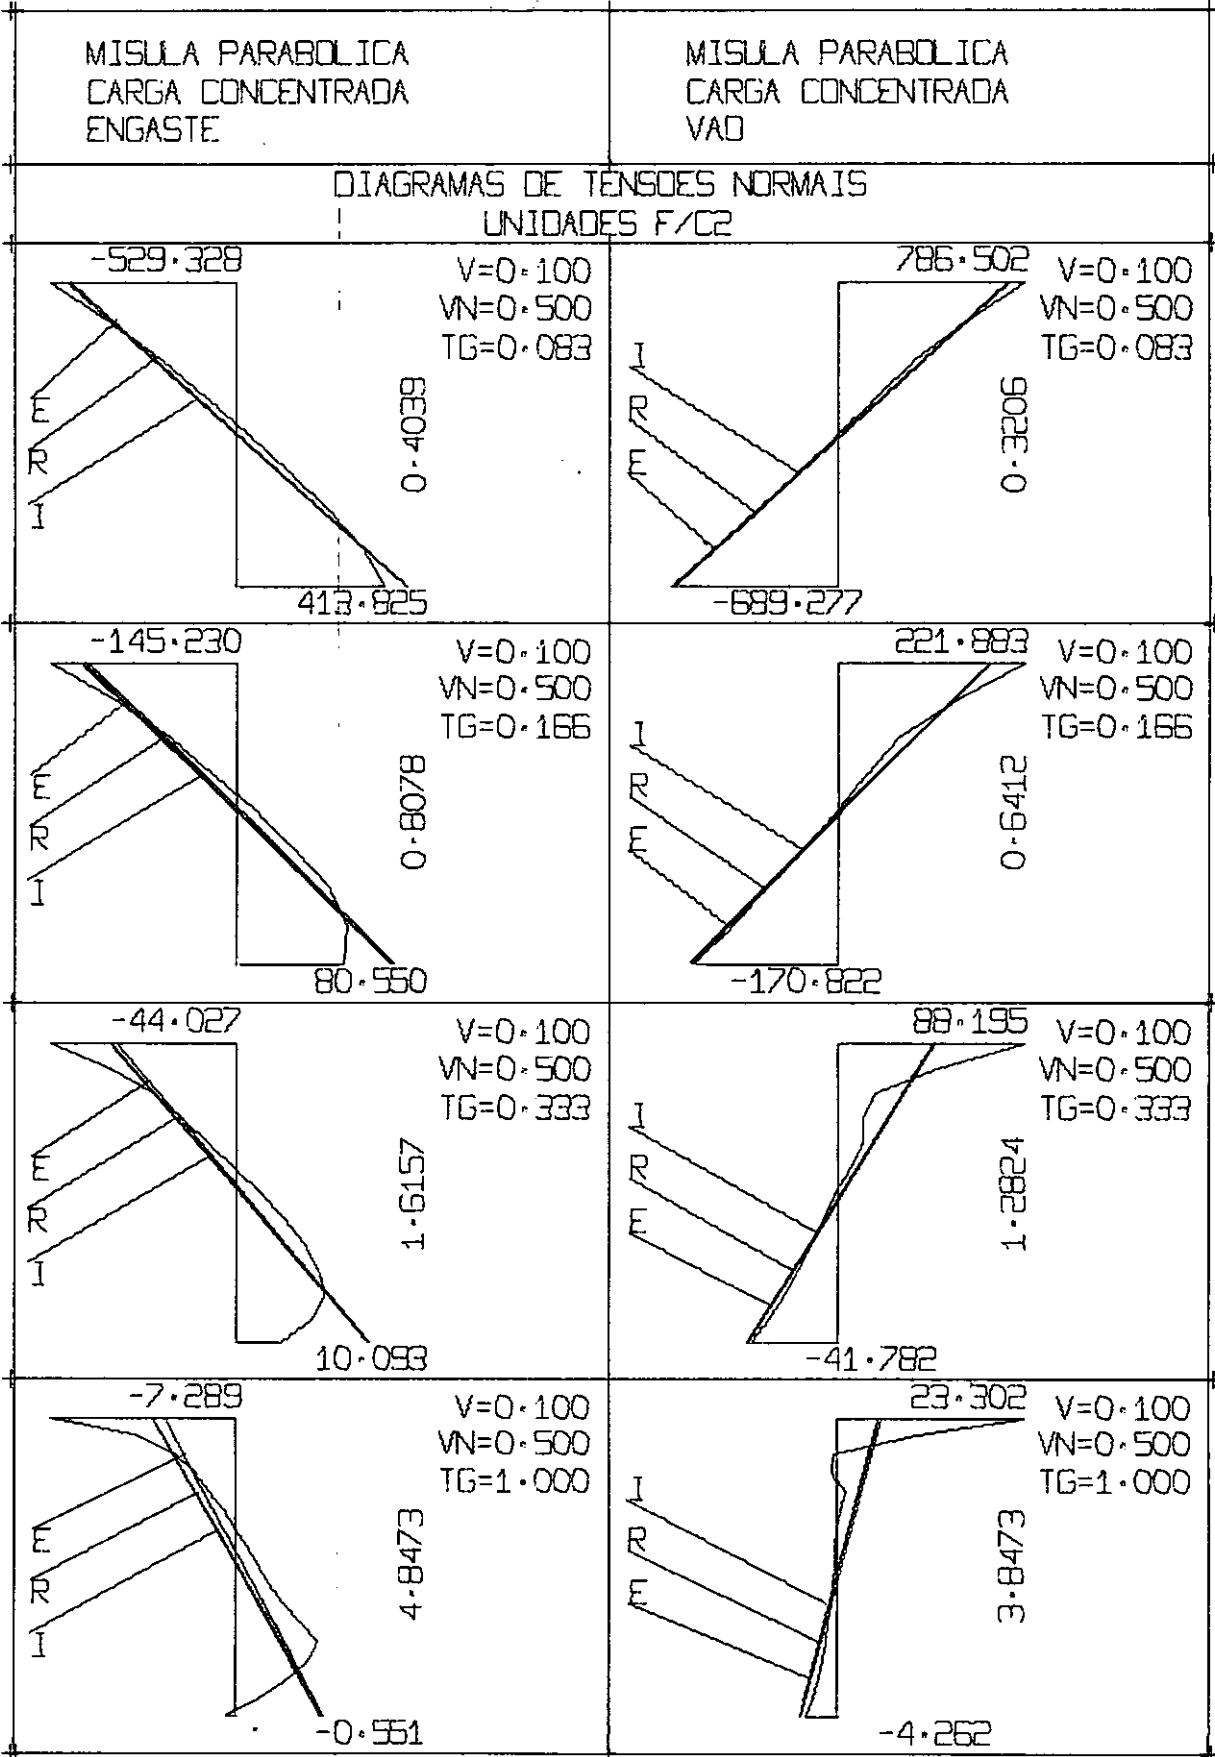 MISULA PARABOLICA
CARGA CONCENTRADA
ENGASTE
MISULA PARABOLICA
CARGA CONCENTRADA
VAO
DIAGRAMAS DE TENSOES NORMAIS
UNIDADES F/C2
-529.328
V=0.100
VN=0.500
TG=0.083
E
R
I
0.4039
413.825
786.502
V=0.100
VN=0.500
TG=0.083
I
R
E
0.3206
-689.277
-145.230
V=0.100
VN=0.500
TG=0.166
E
R
I
0.8078
80.550
221.883
V=0.100
VN=0.500
TG=0.166
I
R
E
0.6412
-170.822
-44.027
V=0.100
VN=0.500
TG=0.333
E
R
I
1.6157
10.093
88.195
V=0.100
VN=0.500
TG=0.333
I
R
E
1.2824
-41.782
-7.289
V=0.100
VN=0.500
TG=1.000
E
R
I
4.8473
-0.551
23.302
V=0.100
VN=0.500
TG=1.000
I
R
E
3.8473
-4.262